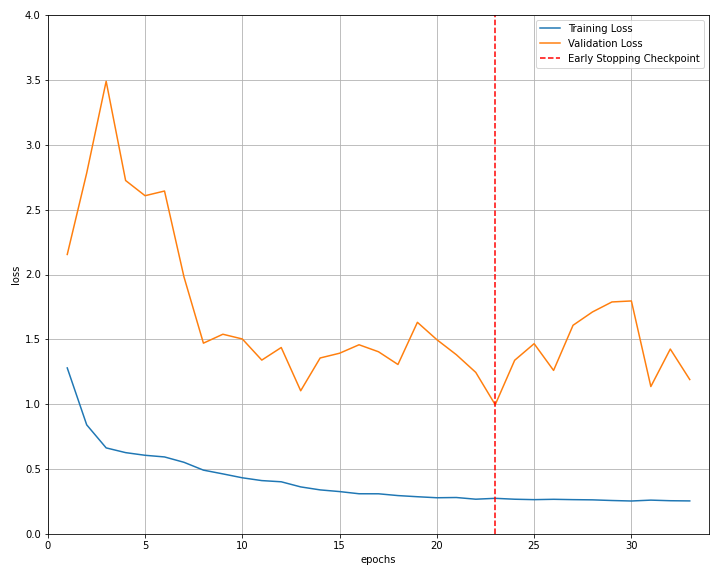 Training Loss
Validation Loss
Early Stopping Checkpoint
4.0
3.5
3.0
2.5
2.0
1.5
1.0
0.5
0.0
loss
0 5 10 15 20 25 30
epochs